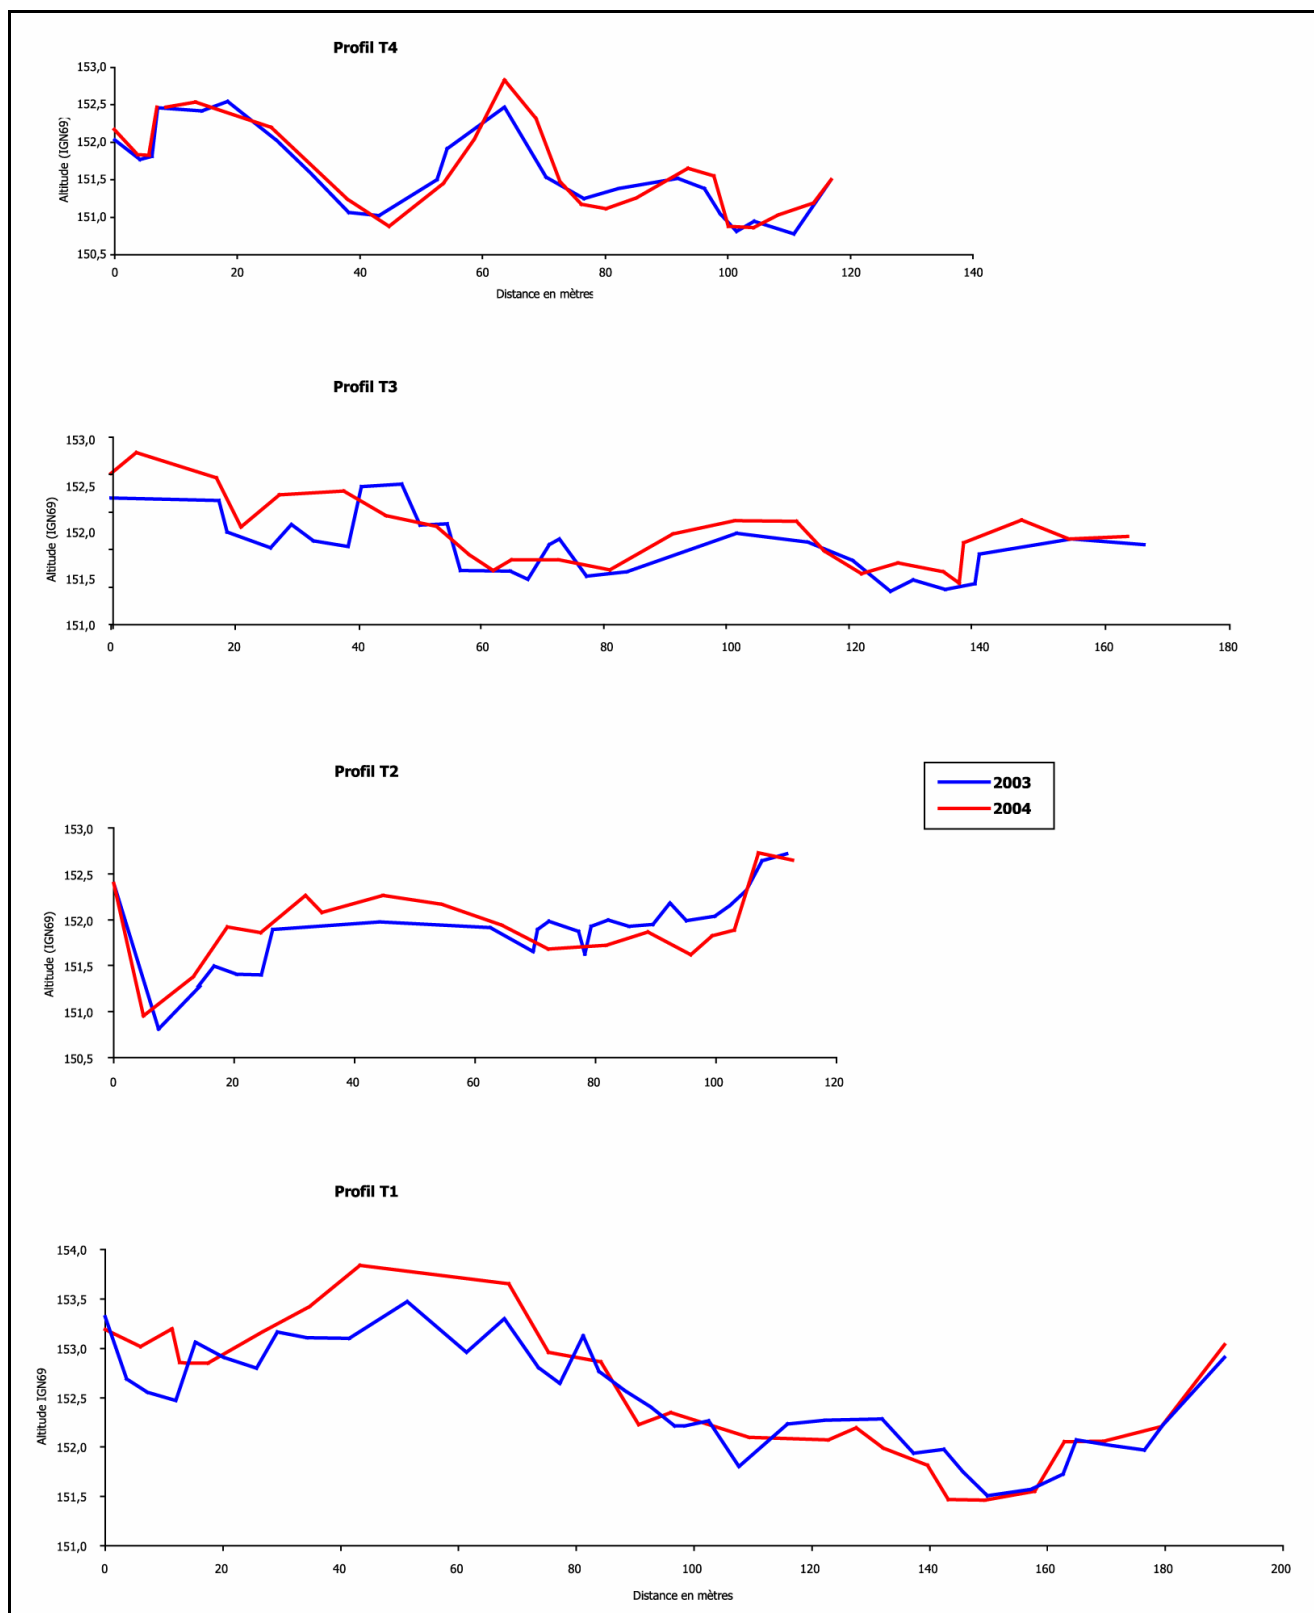 Profil T4
153,0
152,5
152,0
151,5
151,0
150,5
Altitude (IGN69)
0 20 40 60 80 100 120 140
Distance en mètres
Profil T3
153,0
152,5
152,0
151,5
151,0
Altitude (IGN69)
0 20 40 60 80 100 120 140 160 180
Profil T2
2003
2004
153,0
152,5
152,0
151,5
151,0
150,5
Altitude (IGN69)
0 20 40 60 80 100 120
Profil T1
154,0
153,5
153,0
152,5
152,0
151,5
151,0
Altitude IGN69
0 20 40 60 80 100 120 140 160 180 200
Distance en mètres